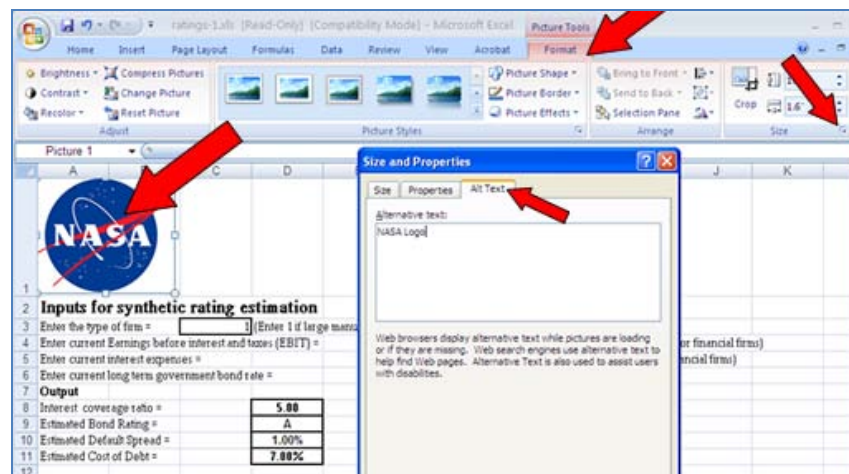 ratings-1.xls [Read-Only] [Compatibility Mode] - Microsoft Excel
Picture Tools
Home Insert Page Layout Formulas Data Review View Acrobat Format
Brightness Compress Pictures
Contrast Change Picture
Recolor Reset Picture
Adjust
Picture Styles
Picture Shape
Picture Border
Picture Effects
Bring to Front
Send to Back
Selection Pane
Arrange
Crop
1.6"
Size
Picture 1
A C D J K
NASA
1
2 Inputs for synthetic rating estimation
3 Enter the type of firm = 1 (Enter 1 if large manu
4 Enter current Earnings before interest and taxes (EBIT) = or financial firms)
5 Enter current interest expenses = ncial firms)
6 Enter current long term government bond rate =
7 Output
8 Interest coverage ratio = 5.00
9 Estimated Bond Rating = A
10 Estimated Default Spread = 1.00%
11 Estimated Cost of Debt = 7.00%
12
Size and Properties
Size Properties Alt Text
Alternative text:
NASA Logo
Web browsers display alternative text while pictures are loading
or if they are missing. Web search engines use alternative text to
help find Web pages. Alternative Text is also used to assist users
with disabilities.